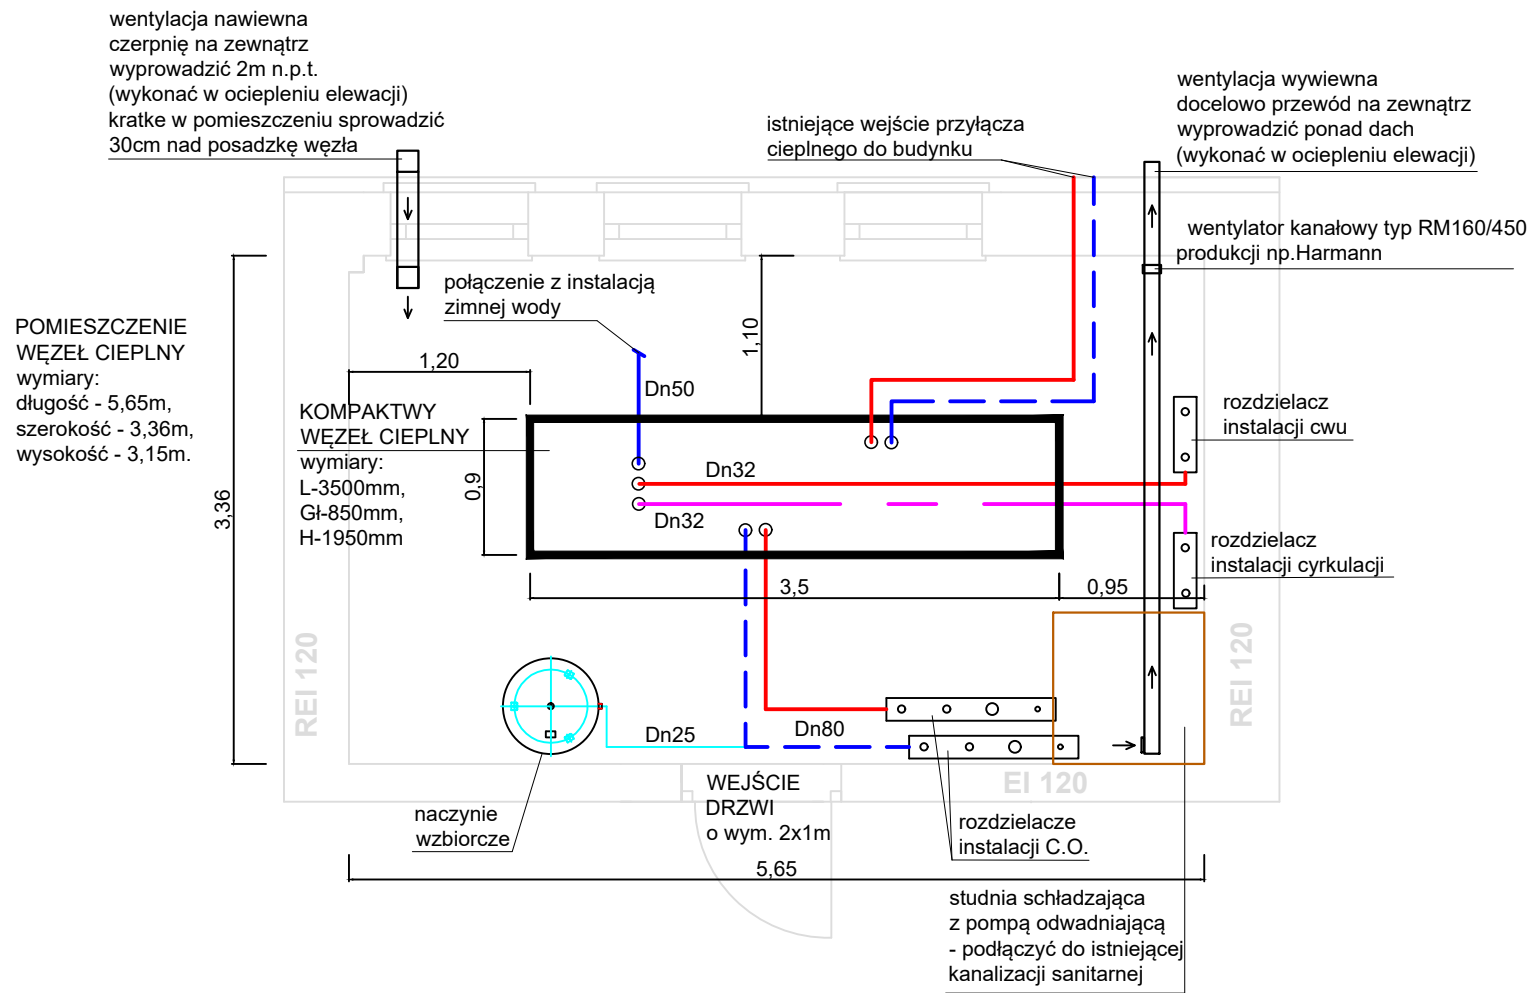 wentylacja nawiewna
czerpnię na zewnątrz
wyprowadzić 2m n.p.t.
(wykonać w ociepleniu elewacji)
kratke w pomieszczeniu sprowadzić
30cm nad posadzkę węzła
istniejące wejście przyłącza
cieplnego do budynku
wentylacja wywiewna
docelowo przewód na zewnątrz
wyprowadzić ponad dach
(wykonać w ociepleniu elewacji)
wentylator kanałowy typ RM160/450
produkcji np.Harmann
połączenie z instalacją
zimnej wody
POMIESZCZENIE
WĘZEŁ CIEPLNY
wymiary:
długość - 5,65m,
szerokość - 3,36m,
wysokość - 3,15m.
1,20
1,10
Dn50
KOMPAKTWY
WĘZEŁ CIEPLNY
wymiary:
L-3500mm,
Gł-850mm,
H-1950mm
0,9
3,36
Dn32
Dn32
rozdzielacz
instalacji cwu
rozdzielacz
instalacji cyrkulacji
3,5
0,95
REI 120
REI 120
Dn25
Dn80
EI 120
WEJŚCIE
DRZWI
o wym. 2x1m
naczynie
wzbiorcze
rozdzielacze
instalacji C.O.
5,65
studnia schładzająca
z pompą odwadniającą
- podłączyć do istniejącej
kanalizacji sanitarnej